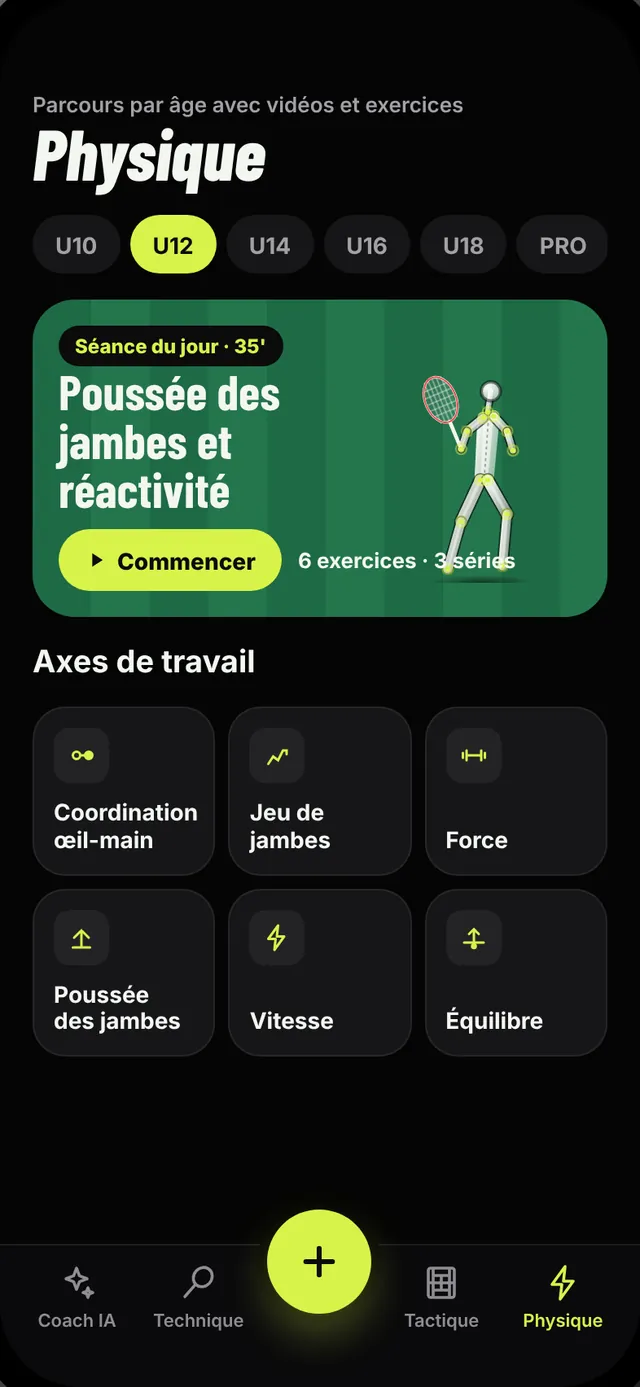 Parcours par âge avec vidéos et exercices
Physique
U10 U12 U14 U16 U18 PRO
Séance du jour · 35'
Poussée des
jambes et
réactivité
Commencer 6 exercices · 3 séries
Axes de travail
Coordination
œil-main
Jeu de
jambes
Force
Poussée
des jambes
Vitesse
Équilibre
Coach IA Technique Tactique Physique